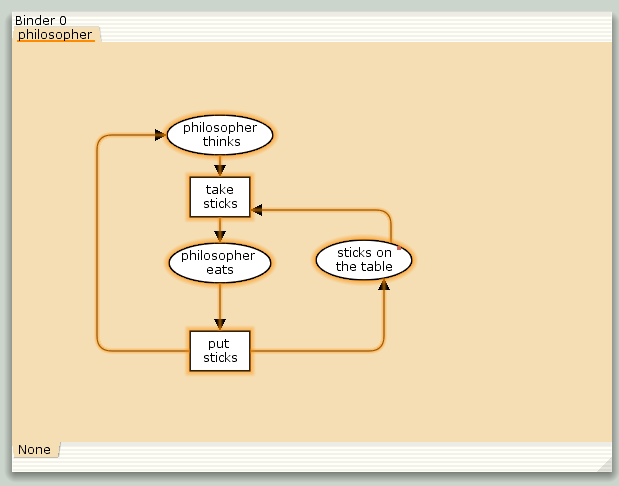 Binder 0
philosopher
philosopher
thinks
take
sticks
philosopher
eats
sticks on
the table
put
sticks
None